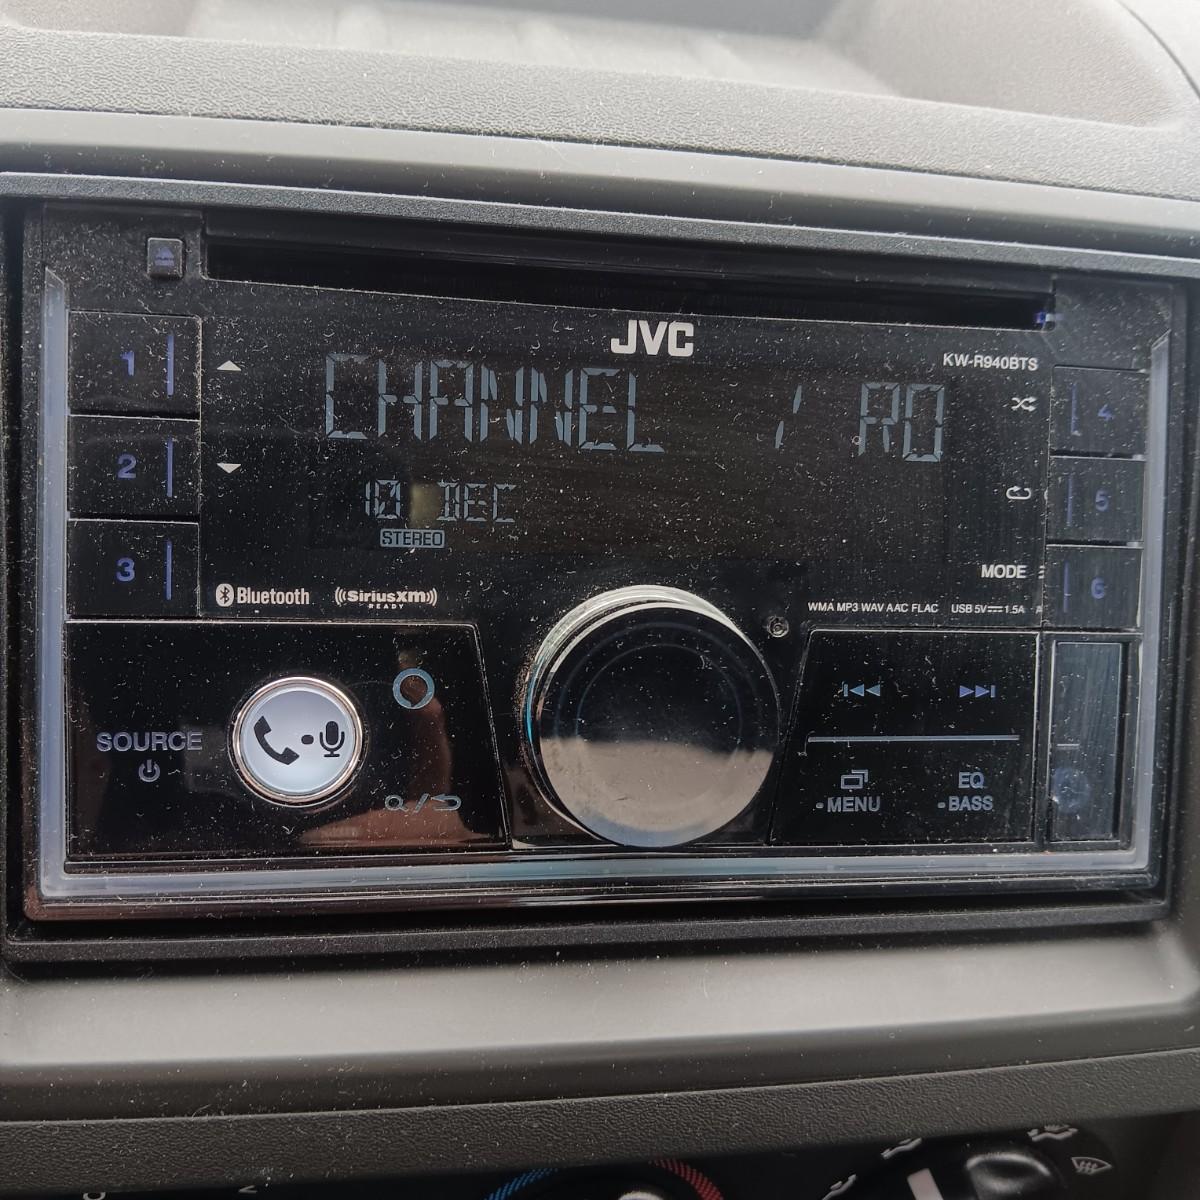 JVC
KW-R940BTS
1
CHANNEL / RO
4
2
10 DEC
5
STEREO
3
MODE
6
Bluetooth
((SiriusXM))
READY
WMA MP3 WAV AAC FLAC USB 5V⎓1.5A
SOURCE
MENU
EQ
BASS